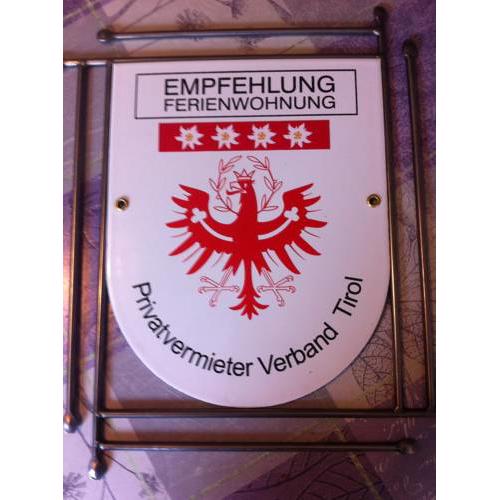 EMPFEHLUNG
FERIENWOHNUNG
Privatvermieter Verband Tirol